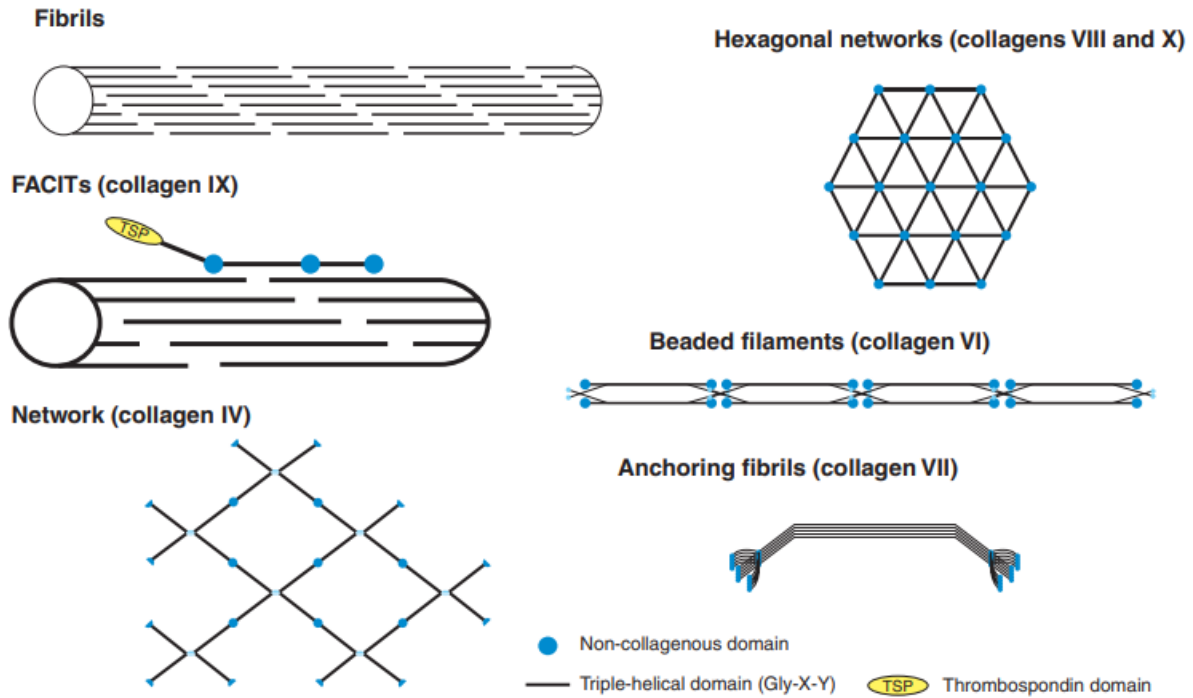 Fibrils
Hexagonal networks (collagens VIII and X)
FACITs (collagen IX)
TSP
Beaded filaments (collagen VI)
Network (collagen IV)
Anchoring fibrils (collagen VII)
Non-collagenous domain
Triple-helical domain (Gly-X-Y)
TSP Thrombospondin domain